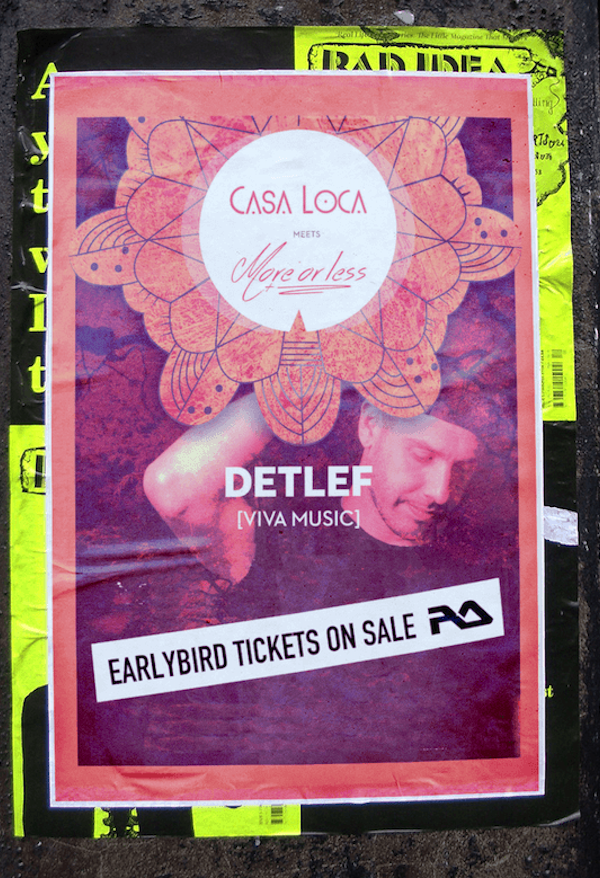 CASA LOCA
MEETS
More or less
DETLEF
[VIVA MUSIC]
EARLYBIRD TICKETS ON SALE RA
BAD IDEA
A
y
t